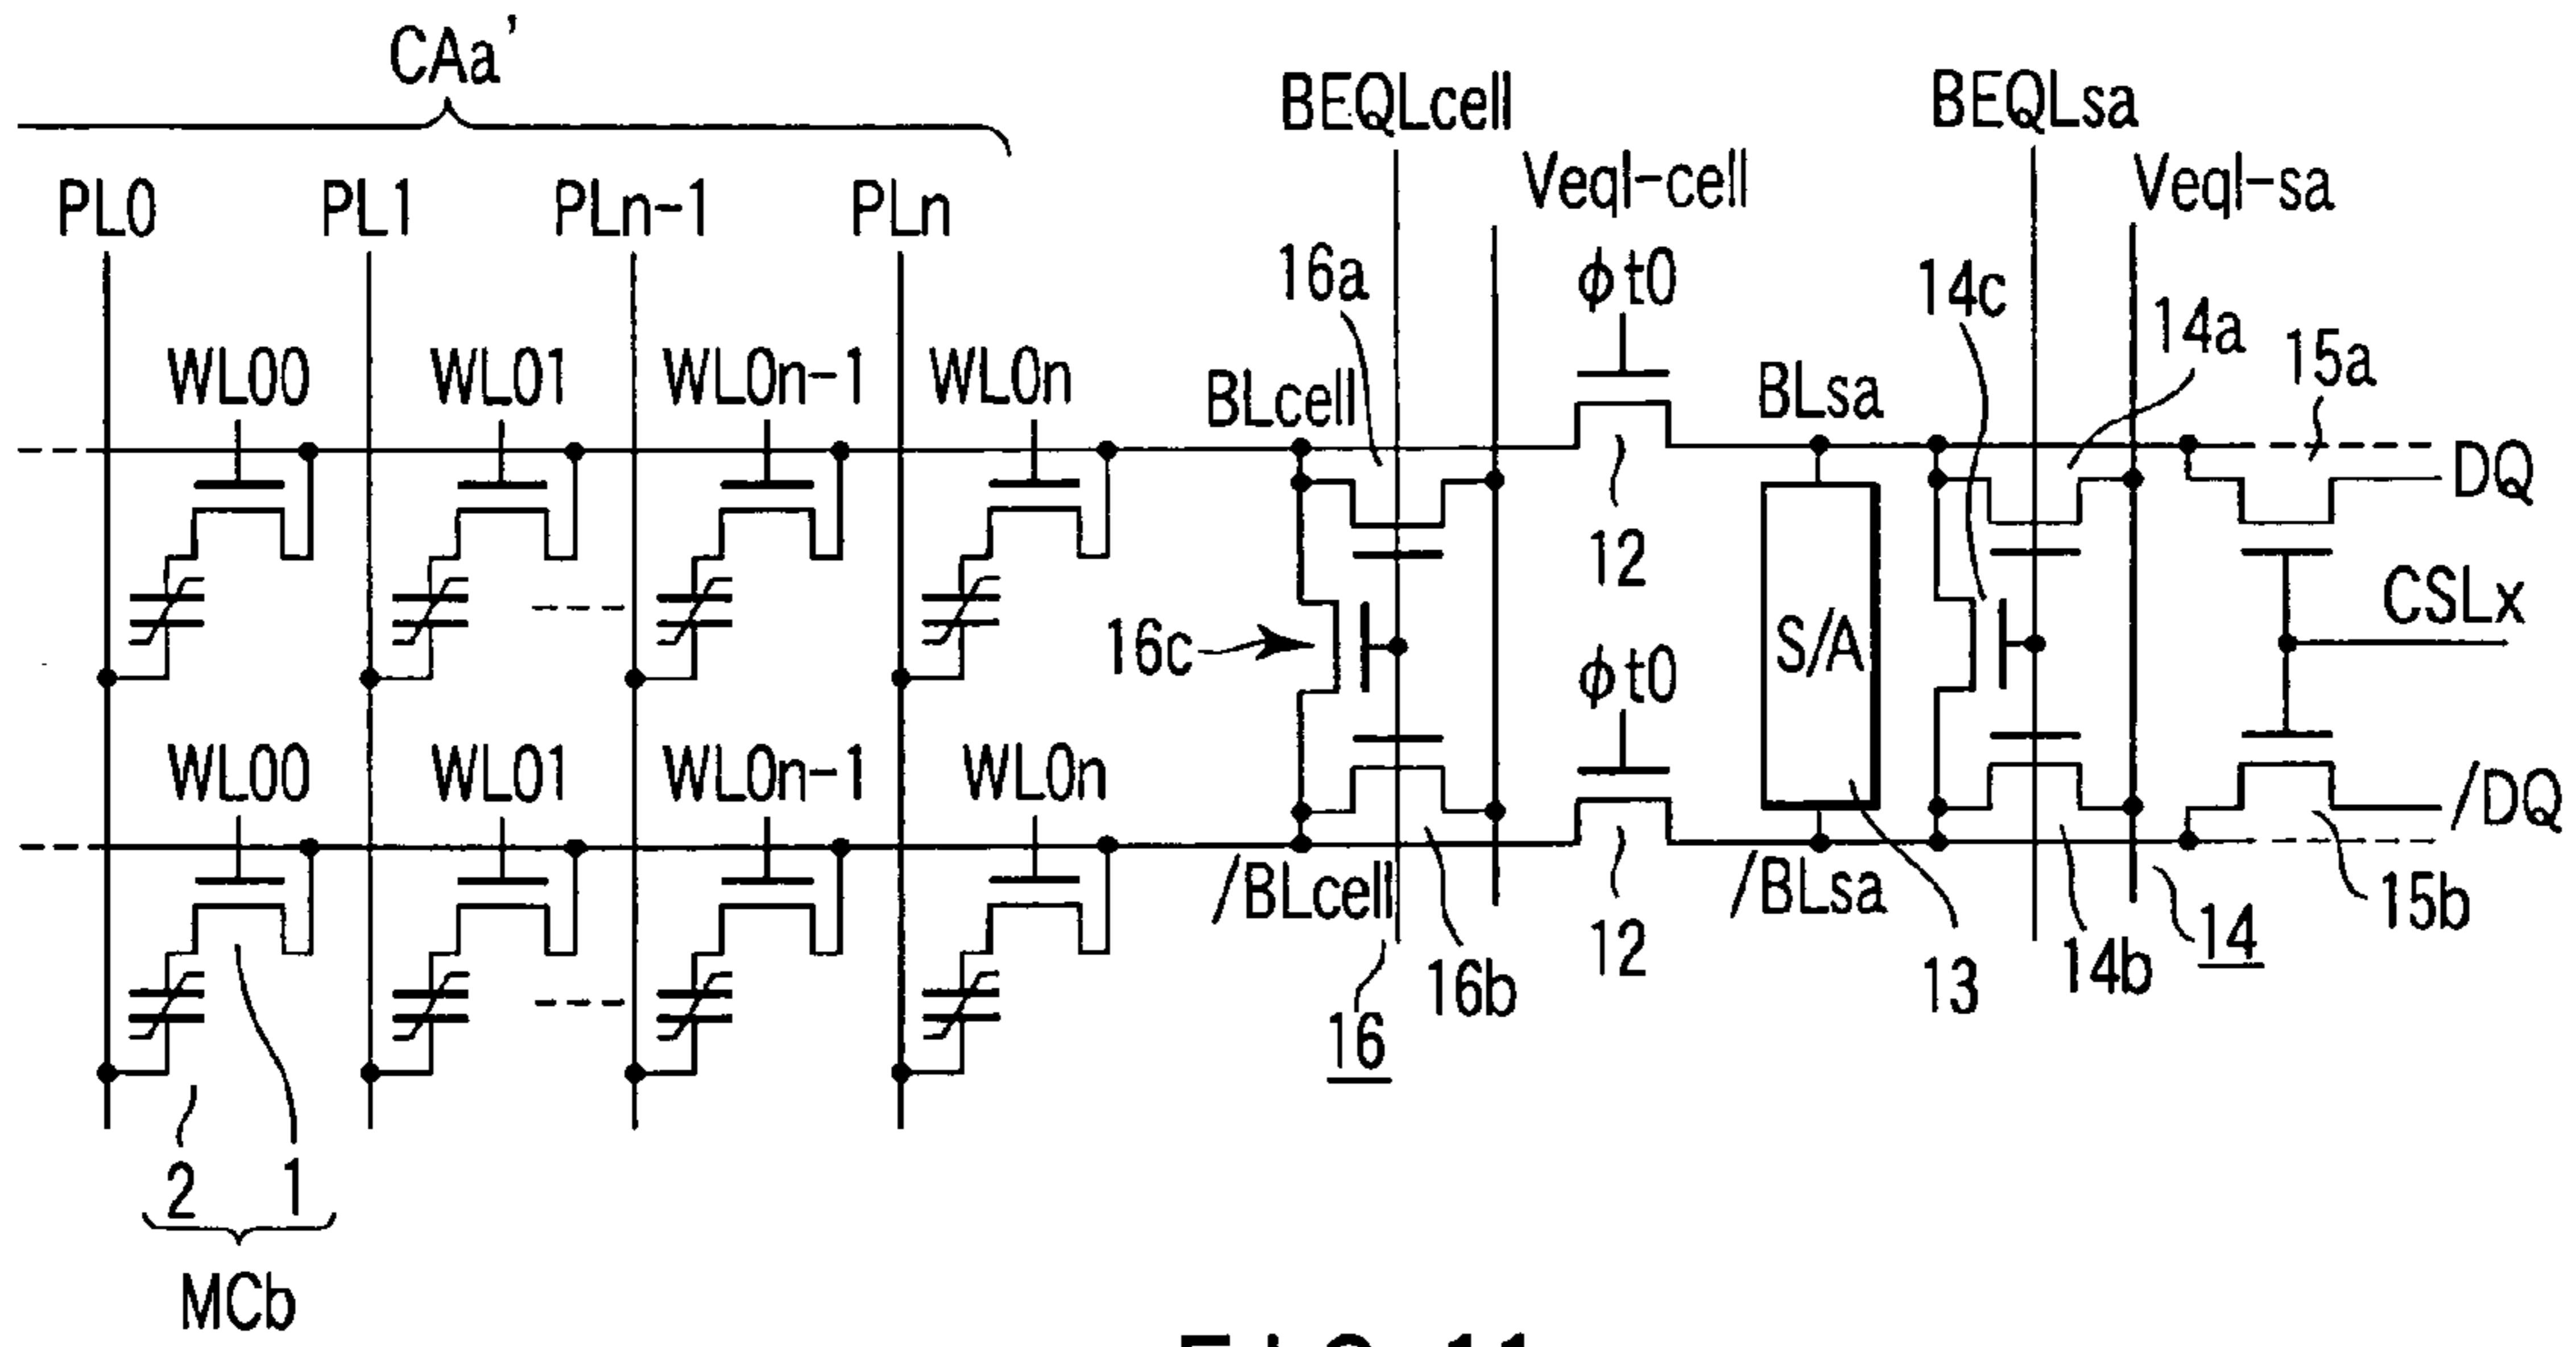 CAa'
BEQLcell
BEQLsa
Veql-cell
Veql-sa
PL0 PL1 PLn-1 PLn
16a
φt0
14c
14a
15a
WL00 WL01 WL0n-1 WL0n
BLcell
BLsa
DQ
12
CSLx
16c
S/A
φt0
WL00 WL01 WL0n-1 WL0n
/DQ
/BLcell
/BLsa
15b
12
16b
13
14b
14
16
2 1
MCb
FIG. 11